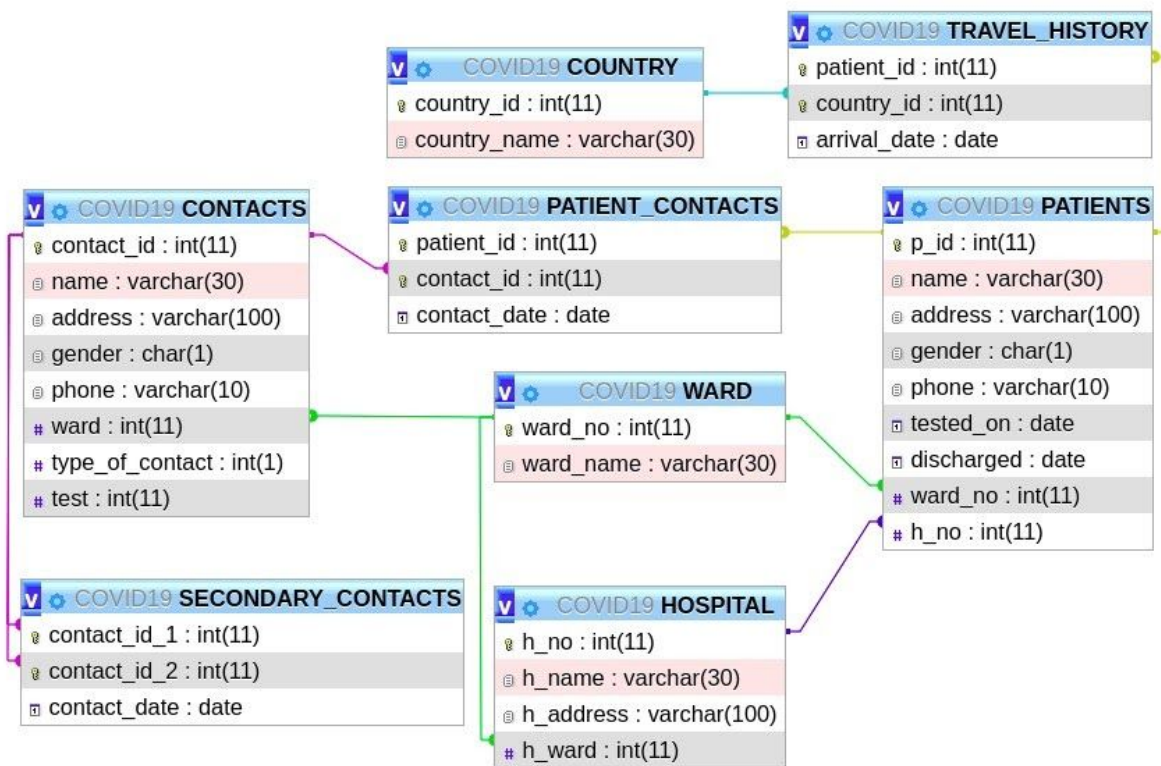 COVID19 COUNTRY
country_id : int(11)
country_name : varchar(30)
COVID19 TRAVEL_HISTORY
patient_id : int(11)
country_id : int(11)
arrival_date : date
COVID19 CONTACTS
contact_id : int(11)
name : varchar(30)
address : varchar(100)
gender : char(1)
phone : varchar(10)
ward : int(11)
type_of_contact : int(1)
test : int(11)
COVID19 PATIENT_CONTACTS
patient_id : int(11)
contact_id : int(11)
contact_date : date
COVID19 PATIENTS
p_id : int(11)
name : varchar(30)
address : varchar(100)
gender : char(1)
phone : varchar(10)
tested_on : date
discharged : date
ward_no : int(11)
h_no : int(11)
COVID19 WARD
ward_no : int(11)
ward_name : varchar(30)
COVID19 SECONDARY_CONTACTS
contact_id_1 : int(11)
contact_id_2 : int(11)
contact_date : date
COVID19 HOSPITAL
h_no : int(11)
h_name : varchar(30)
h_address : varchar(100)
h_ward : int(11)